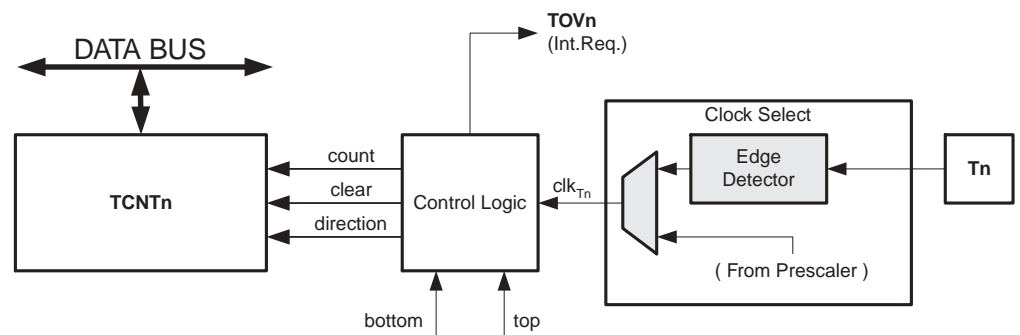 TOVn
(Int.Req.)
DATA BUS
Clock Select
count
Edge
Detector
Tn
TCNTn
clear
Control Logic
clkTn
direction
( From Prescaler )
bottom
top